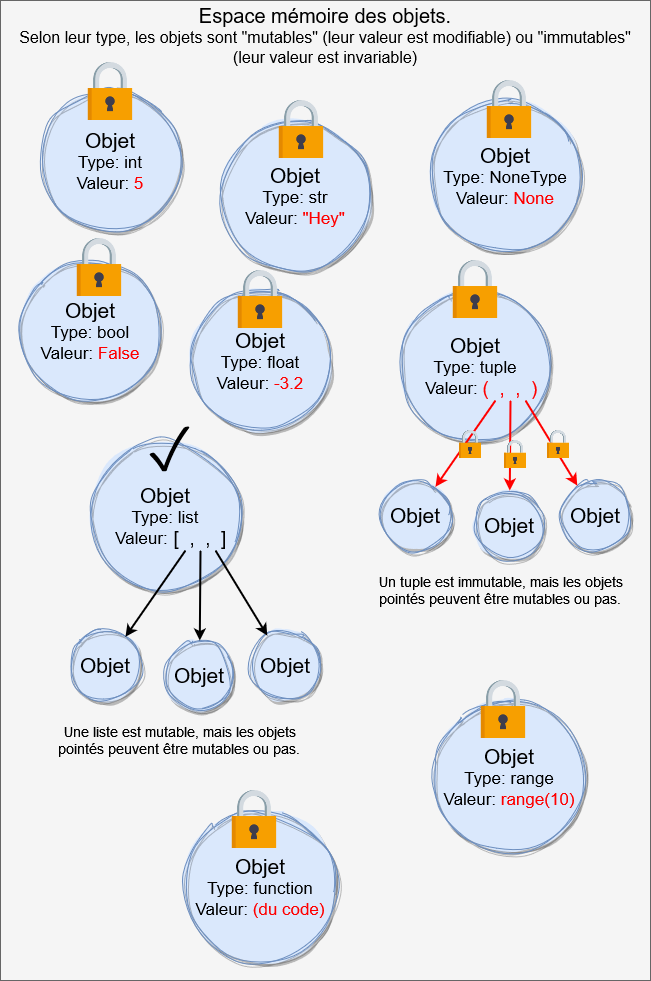 Espace mémoire des objets.
Selon leur type, les objets sont "mutables" (leur valeur est modifiable) ou "immutables"
(leur valeur est invariable)
Objet
Type: int
Valeur: 5
Objet
Type: str
Valeur: "Hey"
Objet
Type: NoneType
Valeur: None
Objet
Type: bool
Valeur: False
Objet
Type: float
Valeur: -3.2
Objet
Type: tuple
Valeur: ( , , )
Objet
Objet
Objet
Un tuple est immutable, mais les objets
pointés peuvent être mutables ou pas.
Objet
Type: list
Valeur: [ , , ]
Objet
Objet
Objet
Une liste est mutable, mais les objets
pointés peuvent être mutables ou pas.
Objet
Type: range
Valeur: range(10)
Objet
Type: function
Valeur: (du code)